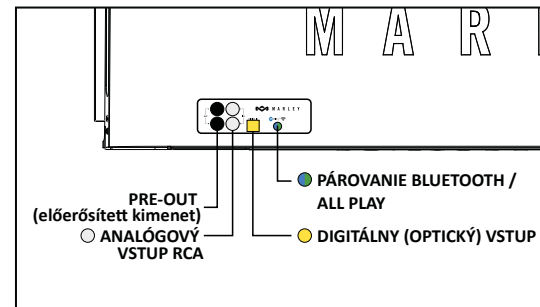 M A R
MARLEY
PRE-OUT
(előerősített kimenet)
ANALÓGOVÝ
VSTUP RCA
PÁROVANIE BLUETOOTH /
ALL PLAY
DIGITÁLNY (OPTICKÝ) VSTUP